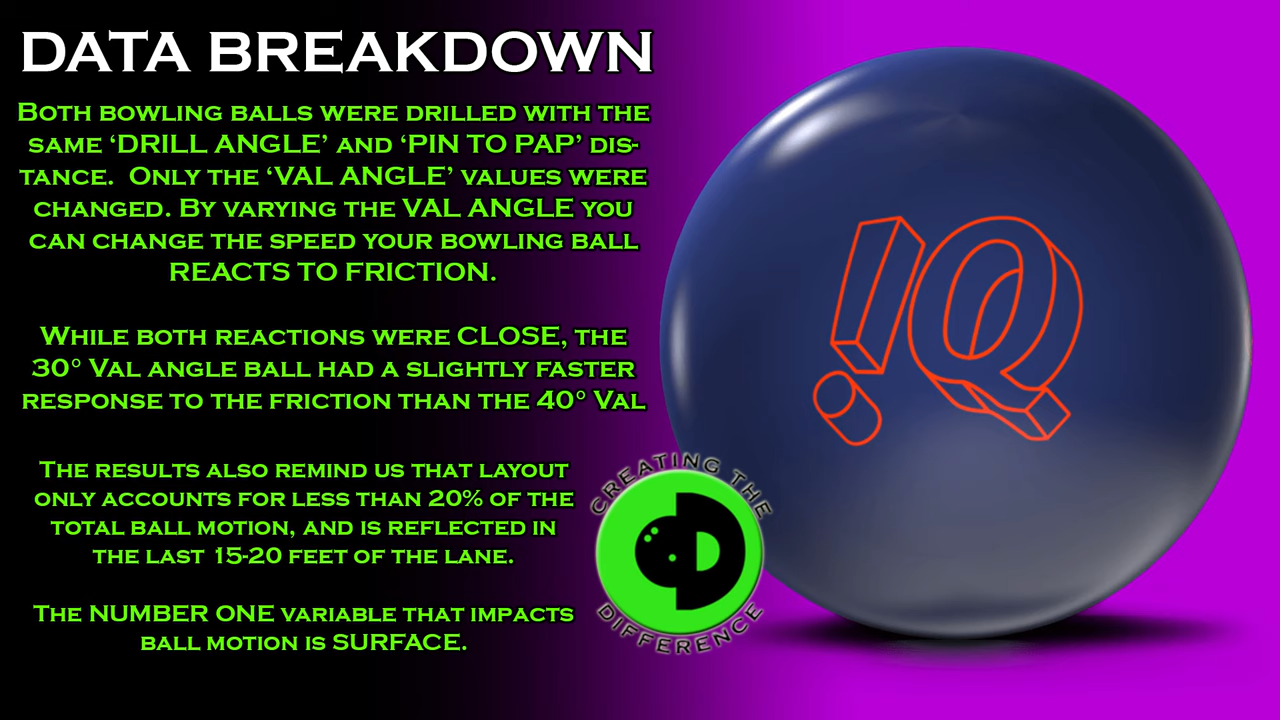 DATA BREAKDOWN
BOTH BOWLING BALLS WERE DRILLED WITH THE
SAME ‘DRILL ANGLE’ AND ‘PIN TO PAP’ DIS-
TANCE.  ONLY THE ‘VAL ANGLE’ VALUES WERE
CHANGED. BY VARYING THE VAL ANGLE YOU
CAN CHANGE THE SPEED YOUR BOWLING BALL
REACTS TO FRICTION.
WHILE BOTH REACTIONS WERE CLOSE, THE
30° VAL ANGLE BALL HAD A SLIGHTLY FASTER
RESPONSE TO THE FRICTION THAN THE 40° VAL
THE RESULTS ALSO REMIND US THAT LAYOUT
ONLY ACCOUNTS FOR LESS THAN 20% OF THE
TOTAL BALL MOTION, AND IS REFLECTED IN
THE LAST 15-20 FEET OF THE LANE.
THE NUMBER ONE VARIABLE THAT IMPACTS
BALL MOTION IS SURFACE.
CREATING THE
DIFFERENCE
!Q